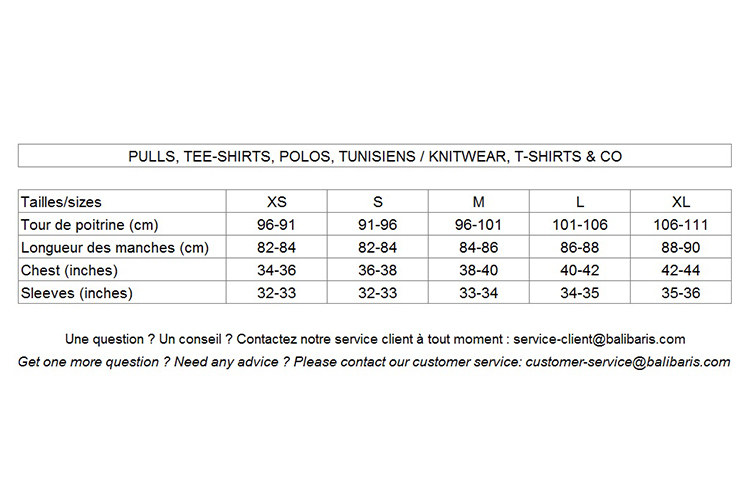 PULLS, TEE-SHIRTS, POLOS, TUNISIENS / KNITWEAR, T-SHIRTS & CO
Tailles/sizes XS S M L XL
Tour de poitrine (cm) 96-91 91-96 96-101 101-106 106-111
Longueur des manches (cm) 82-84 82-84 84-86 86-88 88-90
Chest (inches) 34-36 36-38 38-40 40-42 42-44
Sleeves (inches) 32-33 32-33 33-34 34-35 35-36
Une question ? Un conseil ? Contactez notre service client à tout moment : service-client@balibaris.com
Get one more question ? Need any advice ? Please contact our customer service: customer-service@balibaris.com